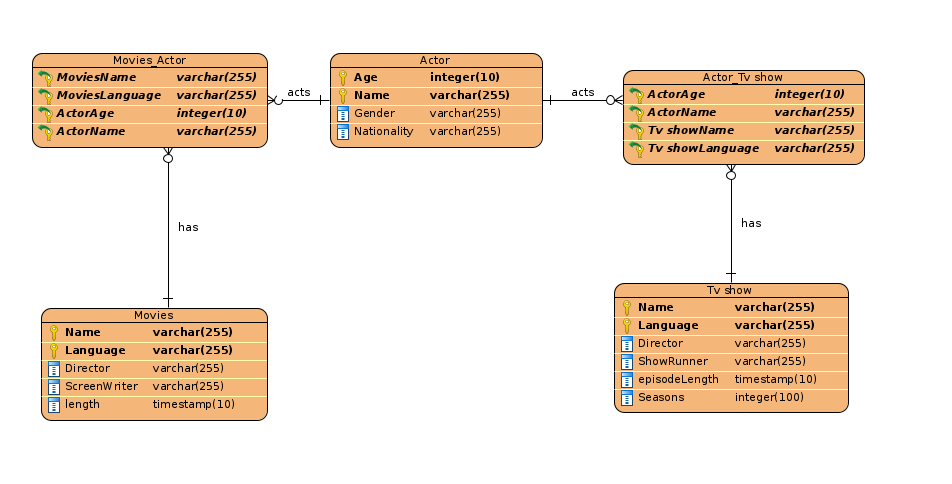 Movies_Actor
MoviesName varchar(255)
MoviesLanguage varchar(255)
ActorAge integer(10)
ActorName varchar(255)
acts
Actor
Age integer(10)
Name varchar(255)
Gender varchar(255)
Nationality varchar(255)
acts
Actor_Tv show
ActorAge integer(10)
ActorName varchar(255)
Tv showName varchar(255)
Tv showLanguage varchar(255)
has
has
Movies
Name varchar(255)
Language varchar(255)
Director varchar(255)
ScreenWriter varchar(255)
length timestamp(10)
Tv show
Name varchar(255)
Language varchar(255)
Director varchar(255)
ShowRunner varchar(255)
episodeLength timestamp(10)
Seasons integer(100)